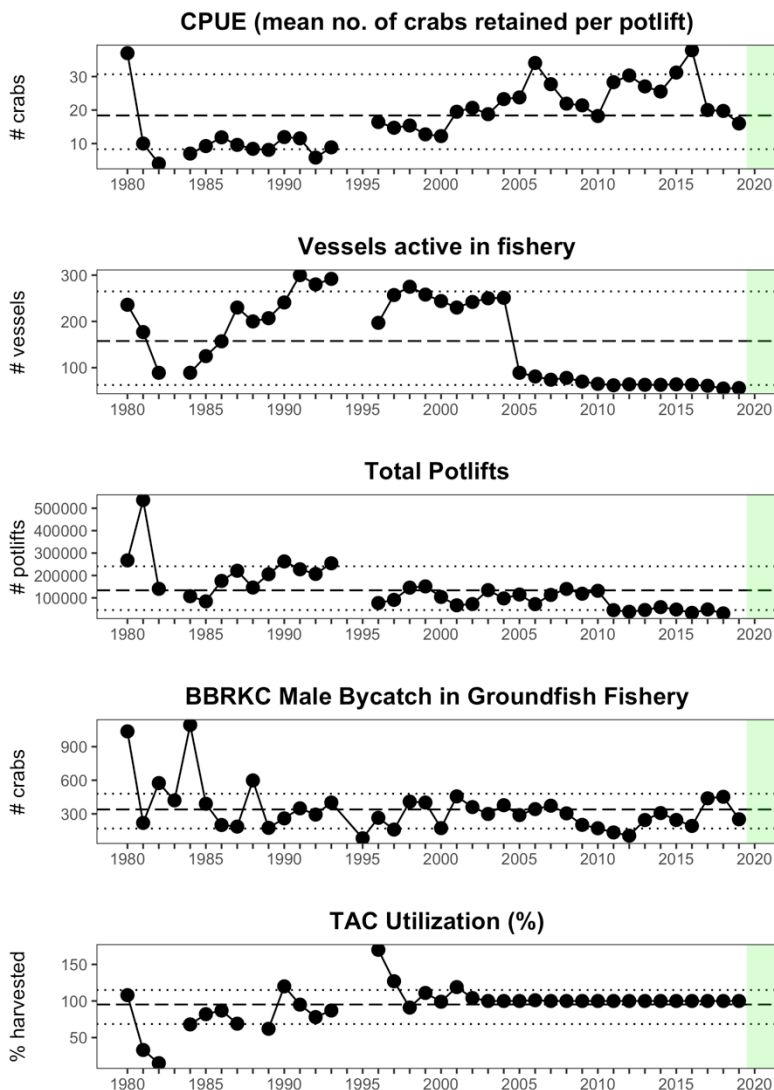 CPUE (mean no. of crabs retained per potlift)
# crabs
30
20
10
1980 1985 1990 1995 2000 2005 2010 2015 2020
Vessels active in fishery
# vessels
300
200
100
1980 1985 1990 1995 2000 2005 2010 2015 2020
Total Potlifts
# potlifts
500000
400000
300000
200000
100000
1980 1985 1990 1995 2000 2005 2010 2015 2020
BBRKC Male Bycatch in Groundfish Fishery
# crabs
900
600
300
1980 1985 1990 1995 2000 2005 2010 2015 2020
TAC Utilization (%)
% harvested
150
100
50
1980 1985 1990 1995 2000 2005 2010 2015 2020